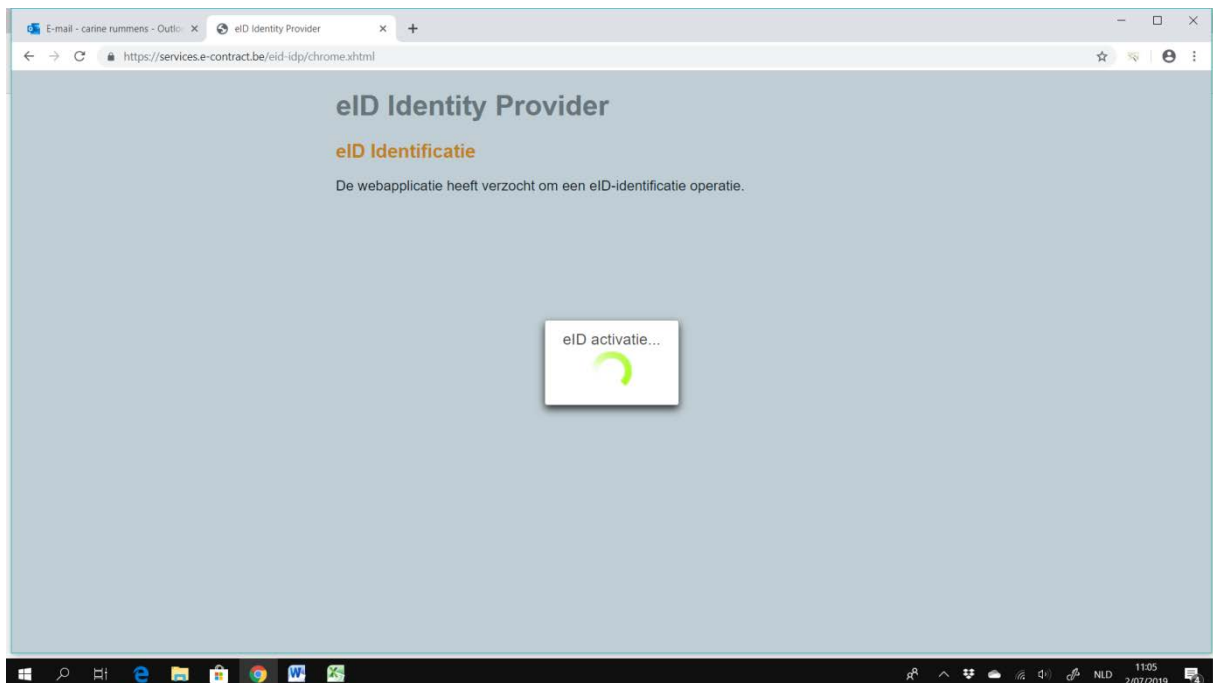 E-mail - carine rummens - Outlo
eID Identity Provider
https://services.e-contract.be/eid-idp/chrome.xhtml
eID Identity Provider
eID Identificatie
De webapplicatie heeft verzocht om een eID-identificatie operatie.
eID activatie...
NLD
11:05
2/07/2019
4